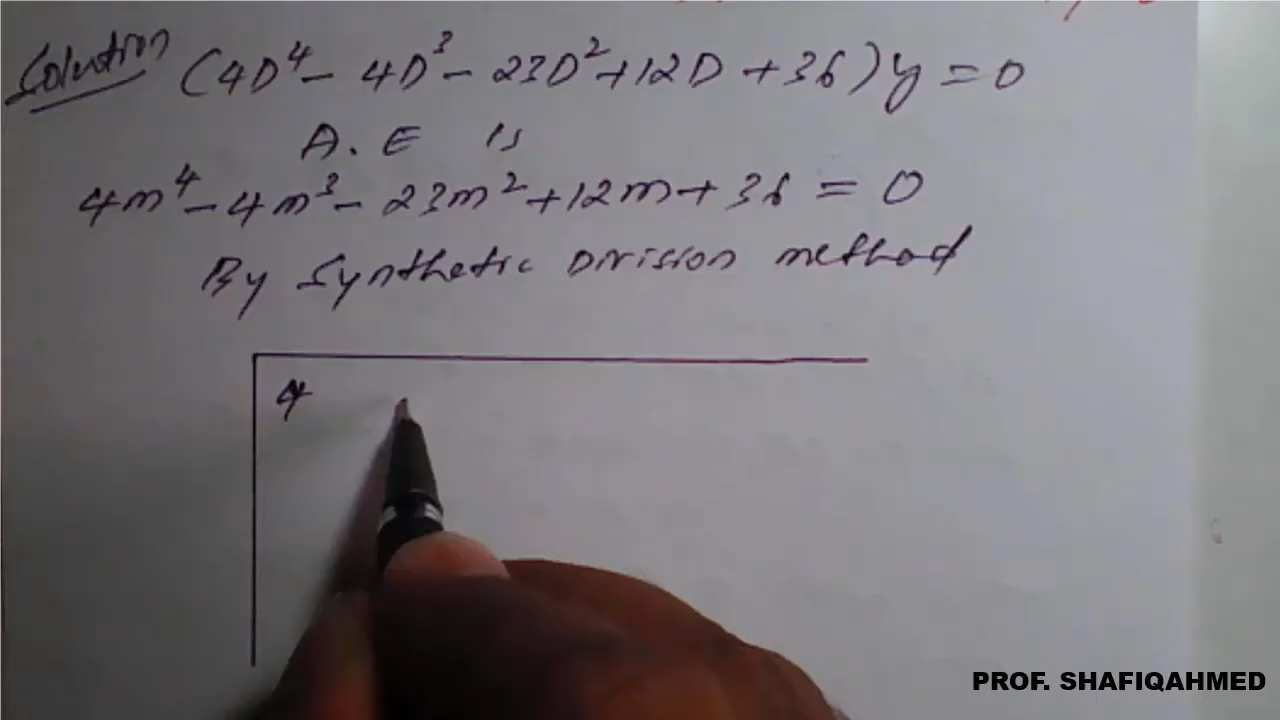 Solution (4D⁴ - 4D³ - 23D² + 12D + 36)y = 0
A.E is
4m⁴ - 4m³ - 23m² + 12m + 36 = 0
By Synthetic Division method
4
PROF. SHAFIQAHMED